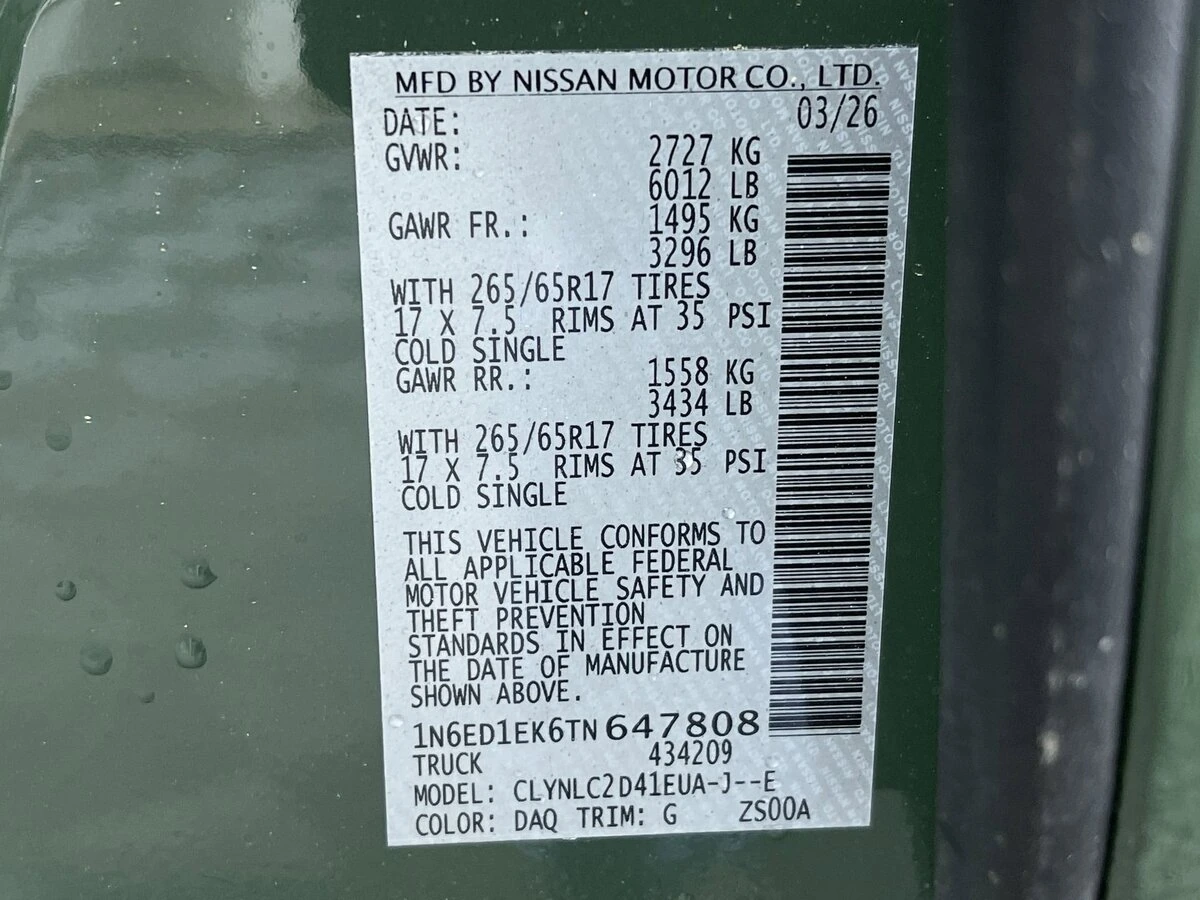 MFD BY NISSAN MOTOR CO., LTD.
DATE: 03/26
GVWR: 2727 KG
6012 LB
GAWR FR.: 1495 KG
3296 LB
WITH 265/65R17 TIRES
17 X 7.5 RIMS AT 35 PSI
COLD SINGLE
GAWR RR.: 1558 KG
3434 LB
WITH 265/65R17 TIRES
17 X 7.5 RIMS AT 35 PSI
COLD SINGLE
THIS VEHICLE CONFORMS TO
ALL APPLICABLE FEDERAL
MOTOR VEHICLE SAFETY AND
THEFT PREVENTION
STANDARDS IN EFFECT ON
THE DATE OF MANUFACTURE
SHOWN ABOVE.
1N6ED1EK6TN647808
TRUCK 434209
MODEL: CLYNLC2D41EUA-J--E
COLOR: DAQ TRIM: G ZS00A